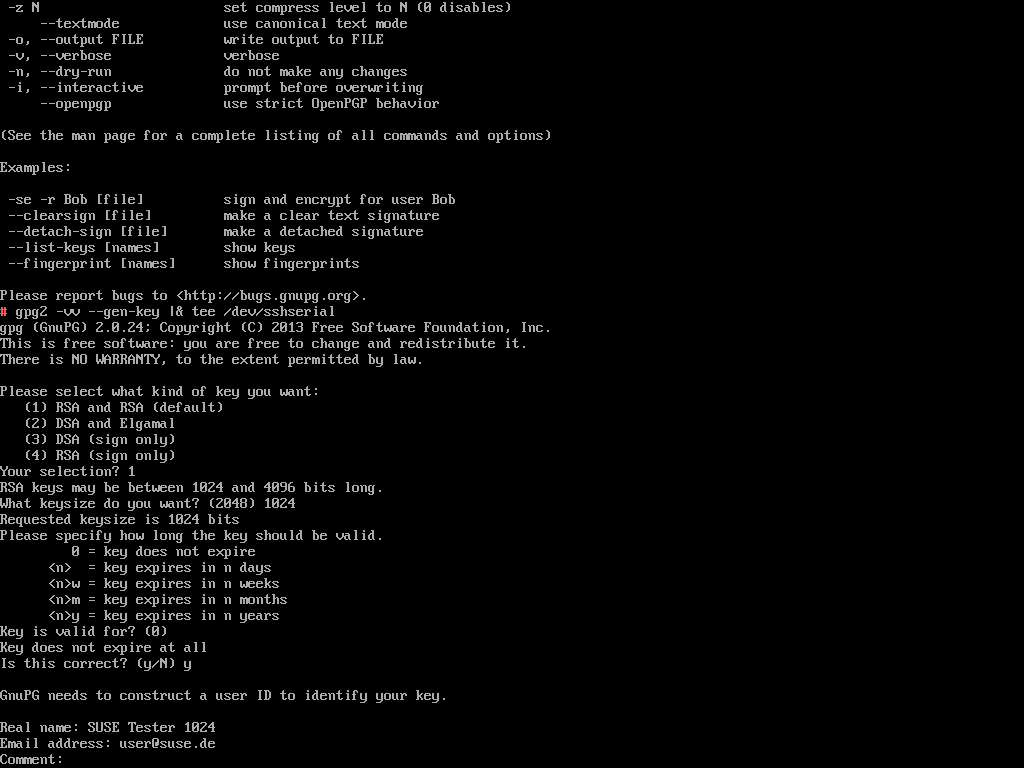 -z N                       set compress level to N (0 disables)
     --textmode             use canonical text mode
 -o, --output FILE          write output to FILE
 -v, --verbose              verbose
 -n, --dry-run              do not make any changes
 -i, --interactive          prompt before overwriting
     --openpgp              use strict OpenPGP behavior

(See the man page for a complete listing of all commands and options)

Examples:

 -se -r Bob [file]          sign and encrypt for user Bob
 --clearsign [file]         make a clear text signature
 --detach-sign [file]       make a detached signature
 --list-keys [names]        show keys
 --fingerprint [names]      show fingerprints

Please report bugs to <http://bugs.gnupg.org>.
# gpg2 -vv --gen-key |& tee /dev/sshserial
gpg (GnuPG) 2.0.24; Copyright (C) 2013 Free Software Foundation, Inc.
This is free software: you are free to change and redistribute it.
There is NO WARRANTY, to the extent permitted by law.

Please select what kind of key you want:
   (1) RSA and RSA (default)
   (2) DSA and Elgamal
   (3) DSA (sign only)
   (4) RSA (sign only)
Your selection? 1
RSA keys may be between 1024 and 4096 bits long.
What keysize do you want? (2048) 1024
Requested keysize is 1024 bits
Please specify how long the key should be valid.
         0 = key does not expire
      <n>  = key expires in n days
      <n>w = key expires in n weeks
      <n>m = key expires in n months
      <n>y = key expires in n years
Key is valid for? (0)
Key does not expire at all
Is this correct? (y/N) y

GnuPG needs to construct a user ID to identify your key.

Real name: SUSE Tester 1024
Email address: user@suse.de
Comment: